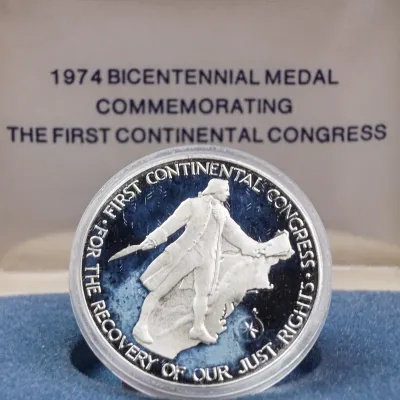 1974 BICENTENNIAL MEDAL
COMMEMORATING
THE FIRST CONTINENTAL CONGRESS
· FIRST CONTINENTAL CONGRESS ·
FOR THE RECOVERY OF OUR JUST RIGHTS